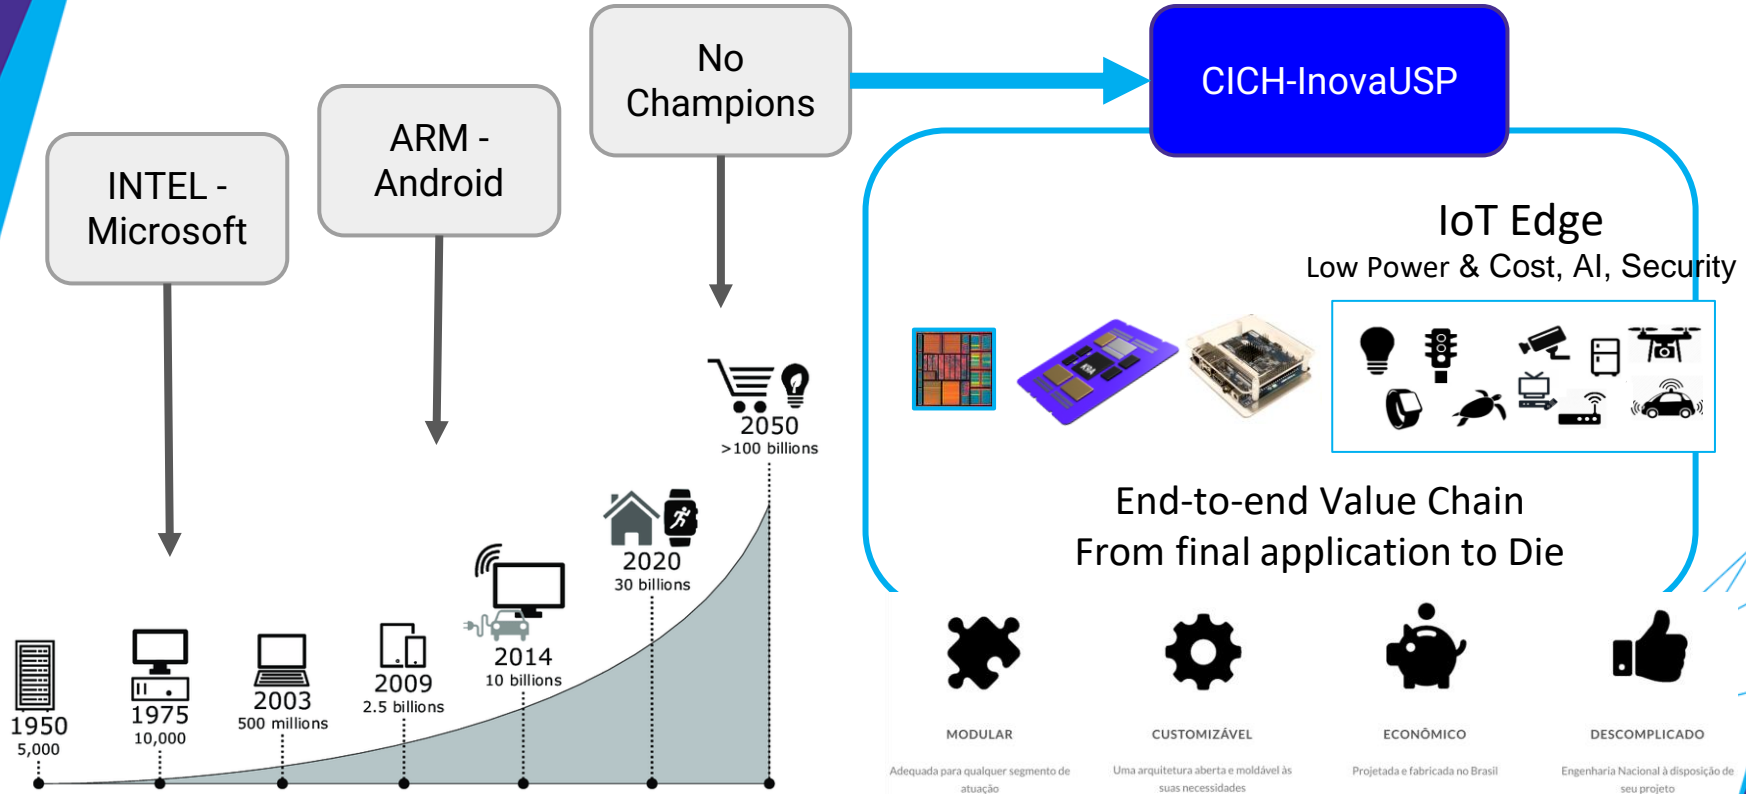 No
Champions
CICH-InovaUSP
ARM -
Android
INTEL -
Microsoft
IoT Edge
Low Power & Cost, AI, Security
2050
>100 billions
2020
30 billions
2014
10 billions
2009
2.5 billions
2003
500 millions
1975
10,000
1950
5,000
End-to-end Value Chain
From final application to Die
MODULAR
Adequada para qualquer segmento de
atuação
CUSTOMIZÁVEL
Uma arquitetura aberta e moldável às
suas necessidades
ECONÔMICO
Projetada e fabricada no Brasil
DESCOMPLICADO
Engenharia Nacional à disposição de
seu projeto